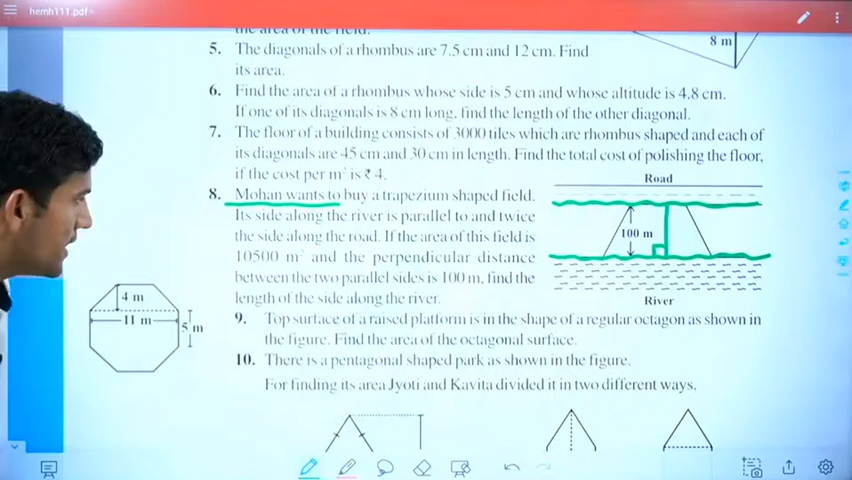 hemh111.pdf
the area of the field.
8 m
5. The diagonals of a rhombus are 7.5 cm and 12 cm. Find
its area.
6. Find the area of a rhombus whose side is 5 cm and whose altitude is 4.8 cm.
If one of its diagonals is 8 cm long, find the length of the other diagonal.
7. The floor of a building consists of 3000 tiles which are rhombus shaped and each of
its diagonals are 45 cm and 30 cm in length. Find the total cost of polishing the floor,
if the cost per m² is ₹ 4.
8. Mohan wants to buy a trapezium shaped field.
Its side along the river is parallel to and twice
the side along the road. If the area of this field is
10500 m² and the perpendicular distance
between the two parallel sides is 100 m, find the
length of the side along the river.
Road
100 m
River
9. Top surface of a raised platform is in the shape of a regular octagon as shown in
the figure. Find the area of the octagonal surface.
4 m
11 m
5 m
10. There is a pentagonal shaped park as shown in the figure.
For finding its area Jyoti and Kavita divided it in two different ways.